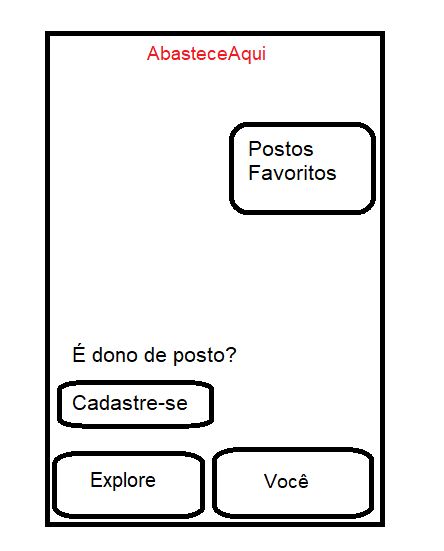 AbasteceAqui
Postos
Favoritos
É dono de posto?
Cadastre-se
Explore
Você